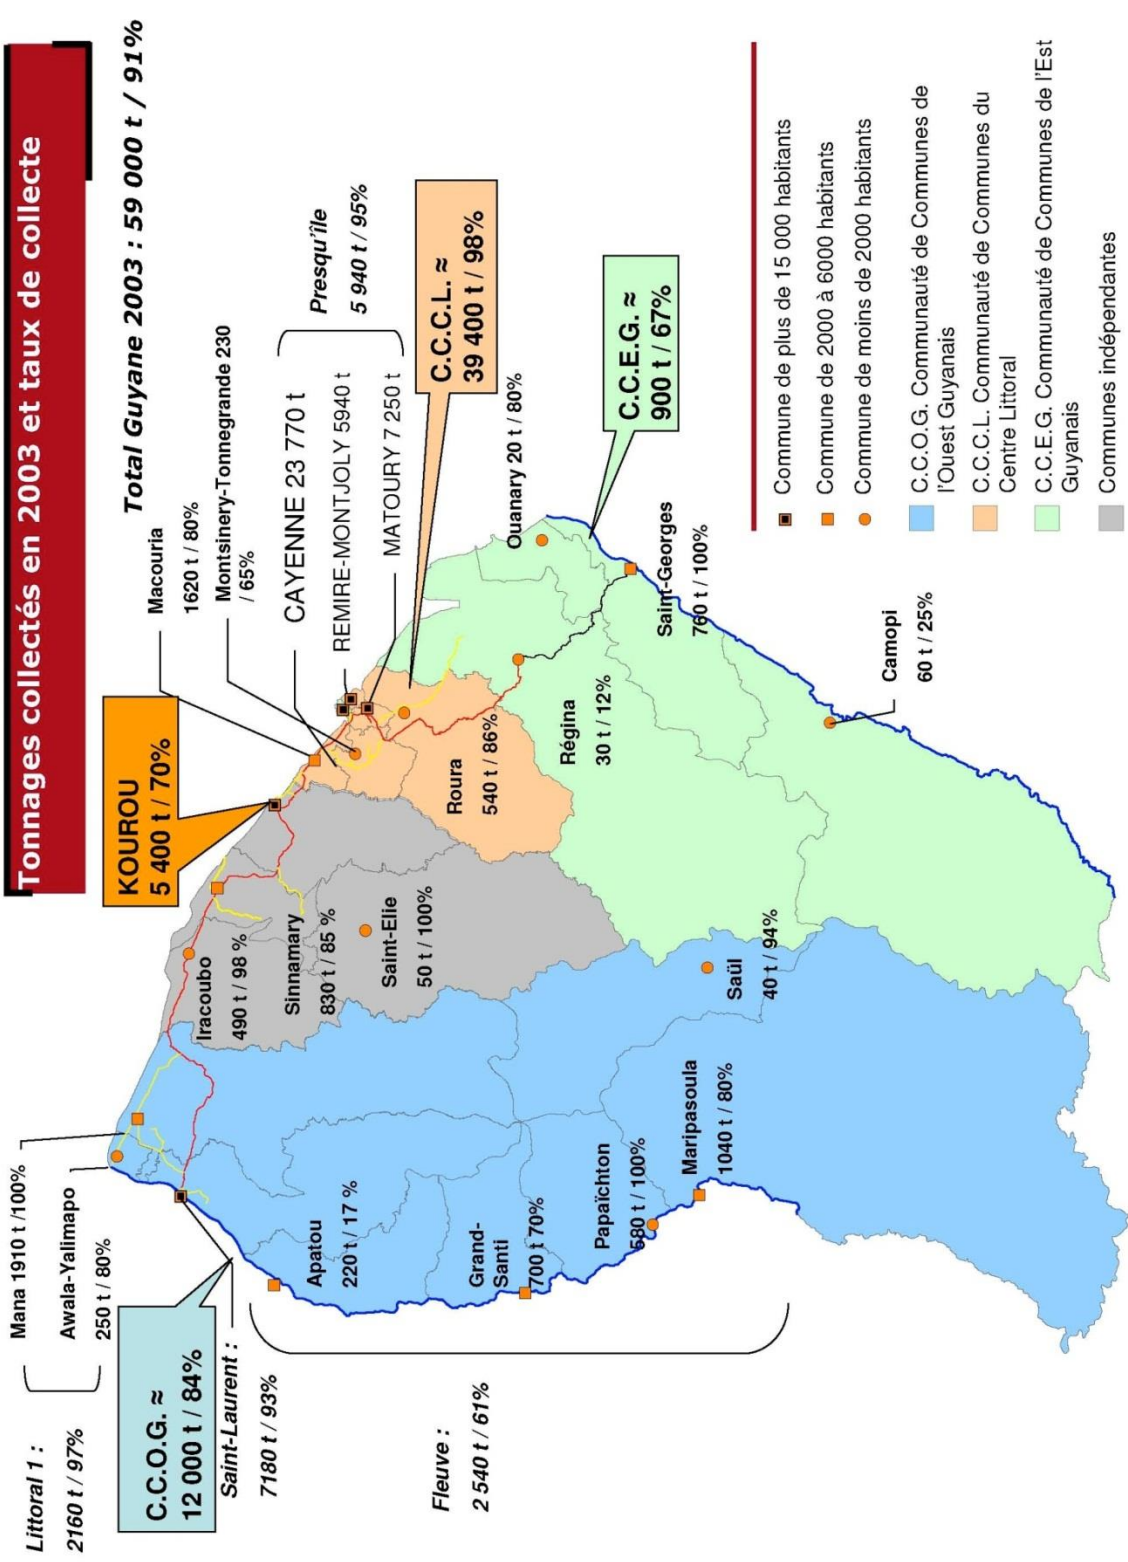 Tonnages collectés en 2003 et taux de collecte
Total Guyane 2003 : 59 000 t / 91%
Littoral 1 :
2160 t / 97%
Mana 1910 t /100%
Awala-Yalimapo
250 t / 80%
C.C.O.G. ≈
12 000 t / 84%
Saint-Laurent :
7180 t / 93%
Fleuve :
2 540 t / 61%
KOUROU
5 400 t / 70%
Macouria
1620 t / 80%
Montsinery-Tonnegrande 230
/ 65%
CAYENNE 23 770 t
REMIRE-MONTJOLY 5940 t
MATOURY 7 250 t
Presqu'île
5 940 t / 95%
C.C.C.L. ≈
39 400 t / 98%
Ouanary 20 t / 80%
C.C.E.G. ≈
900 t / 67%
Iracoubo
490 t / 98 %
Sinnamary
830 t / 85 %
Saint-Elie
50 t / 100%
Roura
540 t / 86%
Régina
30 t / 12%
Saint-Georges
760 t / 100%
Camopi
60 t / 25%
Saül
40 t / 94%
Apatou
220 t / 17 %
Grand-
Santi
700 t 70%
Papaïchton
580 t / 100%
Maripasoula
1040 t / 80%
Commune de plus de 15 000 habitants
Commune de 2000 à 6000 habitants
Commune de moins de 2000 habitants
C.C.O.G. Communauté de Communes de
l'Ouest Guyanais
C.C.C.L. Communauté de Communes du
Centre Littoral
C.C.E.G. Communauté de Communes de l'Est
Guyanais
Communes indépendantes